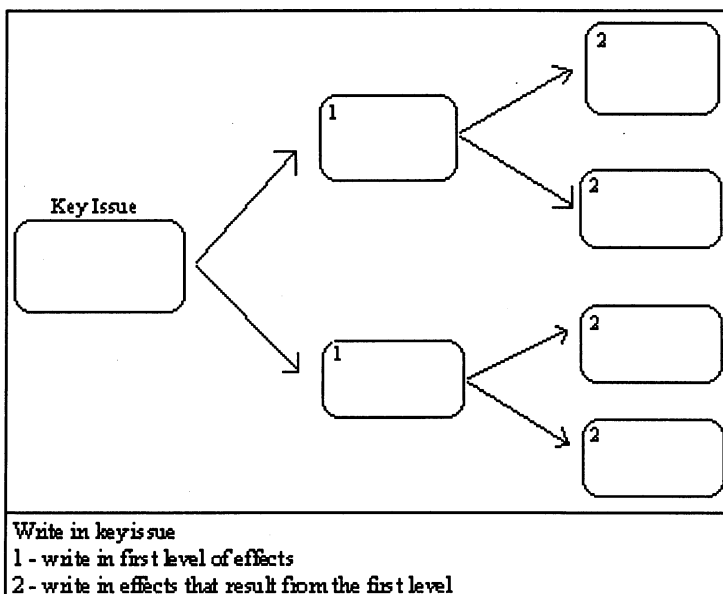 2
1
2
Key Issue
2
1
2
Write in key issue
1 - write in first level of effects
2 - write in effects that result from the first level